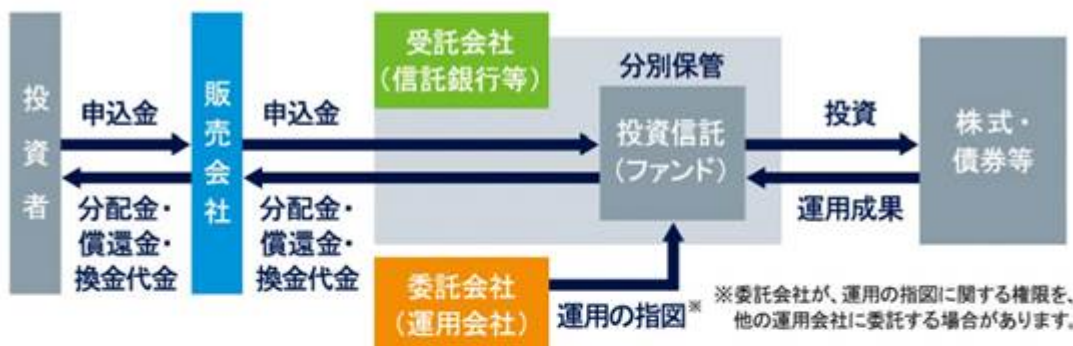 投資者
申込金
分配金・
償還金・
換金代金
販売会社
申込金
分配金・
償還金・
換金代金
受託会社
（信託銀行等）
分別保管
投資信託
（ファンド）
委託会社
（運用会社）
運用の指図※
投資
運用成果
株式・
債券等
※委託会社が、運用の指図に関する権限を、
他の運用会社に委託する場合があります。